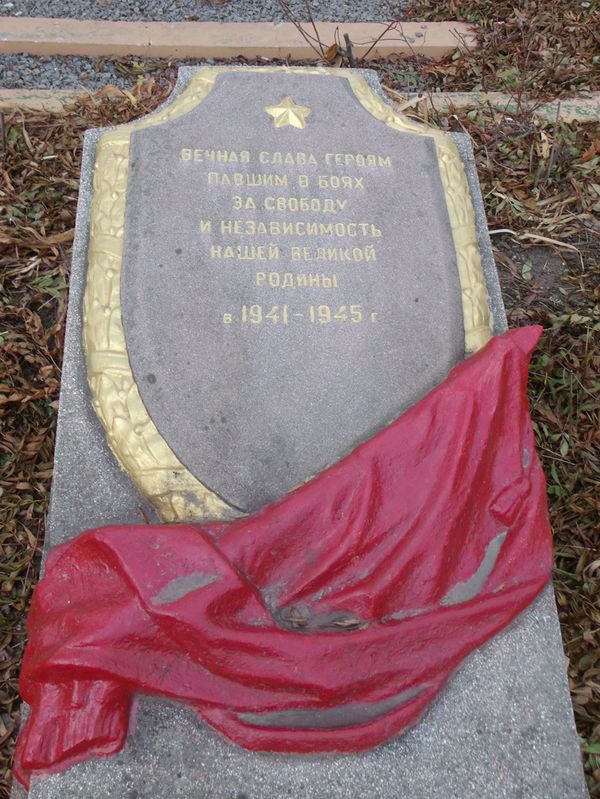 ВЕЧНАЯ СЛАВА ГЕРОЯМ
ПАВШИМ В БОЯХ
ЗА СВОБОДУ
И НЕЗАВИСИМОСТЬ
НАШЕЙ ВЕЛИКОЙ
РОДИНЫ
В 1941-1945 Г